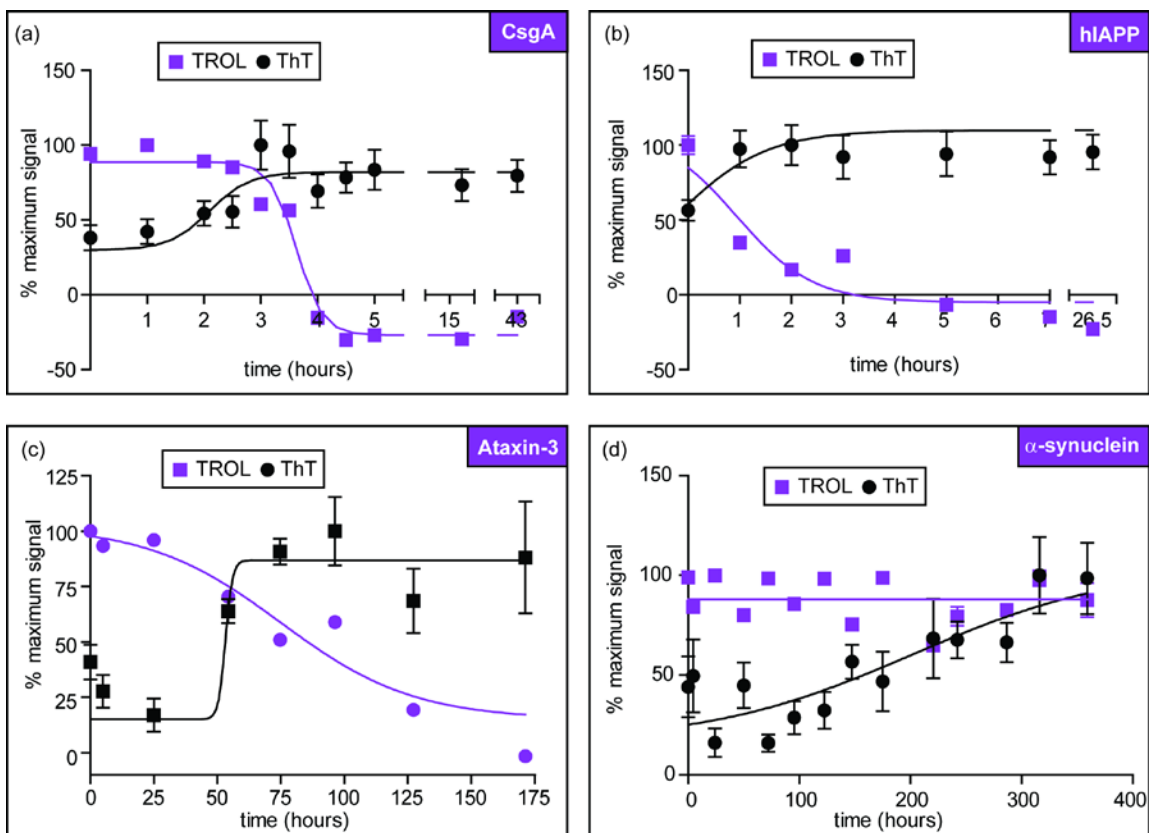 (a)
CsgA
TROL ThT
150
100
50
0
-50
% maximum signal
1 2 3 4 5 15 43
time (hours)
(b)
hIAPP
TROL ThT
150
100
50
0
-50
% maximum signal
1 2 3 4 5 6 7 26.5
time (hours)
(c)
Ataxin-3
TROL ThT
125
100
75
50
25
0
% maximum signal
0 25 50 75 100 125 150 175
time (hours)
(d)
α-synuclein
TROL ThT
150
100
50
0
% maximum signal
0 100 200 300 400
time (hours)